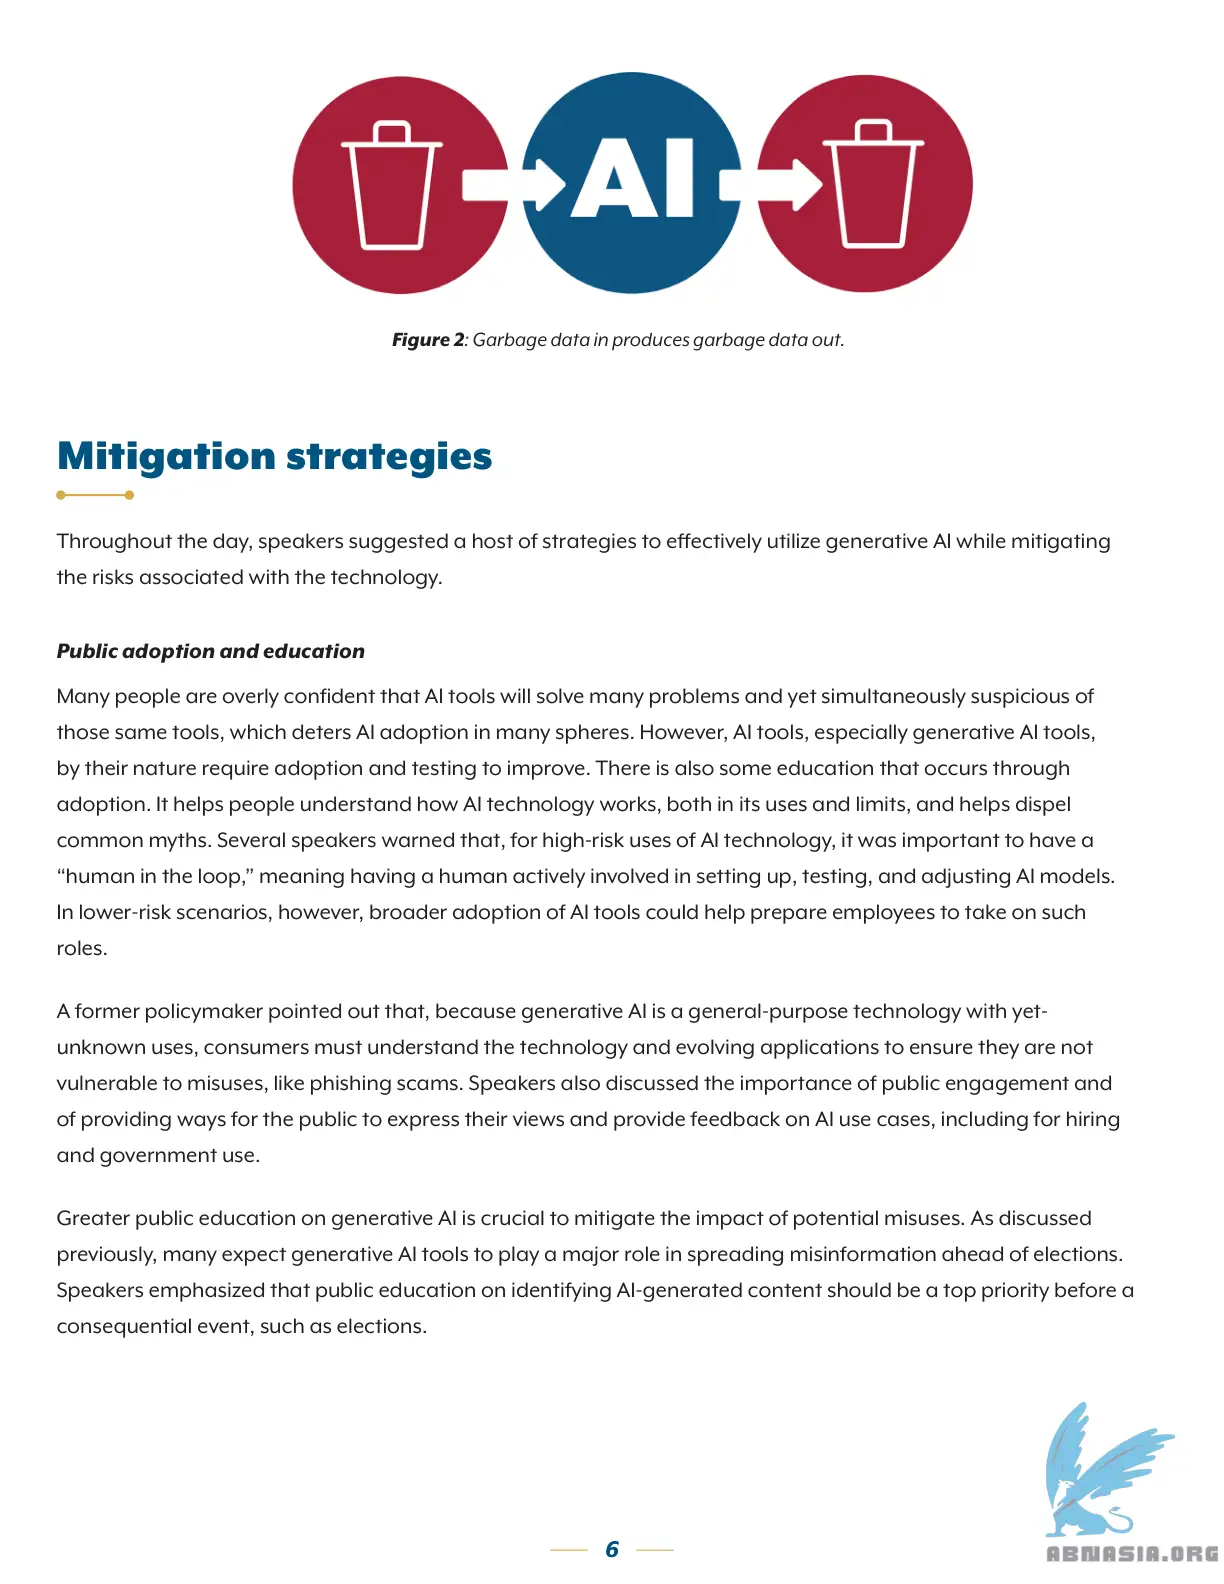 AI
Figure 2: Garbage data in produces garbage data out.
Mitigation strategies
Throughout the day, speakers suggested a host of strategies to effectively utilize generative AI while mitigating
the risks associated with the technology.
Public adoption and education
Many people are overly confident that AI tools will solve many problems and yet simultaneously suspicious of
those same tools, which deters AI adoption in many spheres. However, AI tools, especially generative AI tools,
by their nature require adoption and testing to improve. There is also some education that occurs through
adoption. It helps people understand how AI technology works, both in its uses and limits, and helps dispel
common myths. Several speakers warned that, for high-risk uses of AI technology, it was important to have a
“human in the loop,” meaning having a human actively involved in setting up, testing, and adjusting AI models.
In lower-risk scenarios, however, broader adoption of AI tools could help prepare employees to take on such
roles.
A former policymaker pointed out that, because generative AI is a general-purpose technology with yet-
unknown uses, consumers must understand the technology and evolving applications to ensure they are not
vulnerable to misuses, like phishing scams. Speakers also discussed the importance of public engagement and
of providing ways for the public to express their views and provide feedback on AI use cases, including for hiring
and government use.
Greater public education on generative AI is crucial to mitigate the impact of potential misuses. As discussed
previously, many expect generative AI tools to play a major role in spreading misinformation ahead of elections.
Speakers emphasized that public education on identifying AI-generated content should be a top priority before a
consequential event, such as elections.
6
ABNASIA.ORG